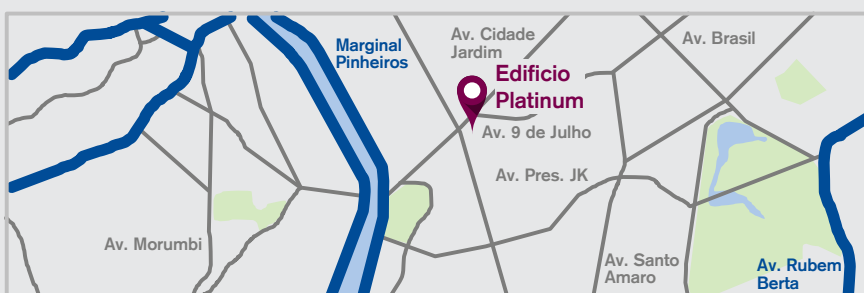 Av. Cidade
Jardim
Av. Brasil
Marginal
Pinheiros
Edificio
Platinum
Av. 9 de Julho
Av. Pres. JK
Av. Morumbi
Av. Santo
Amaro
Av. Rubem
Berta